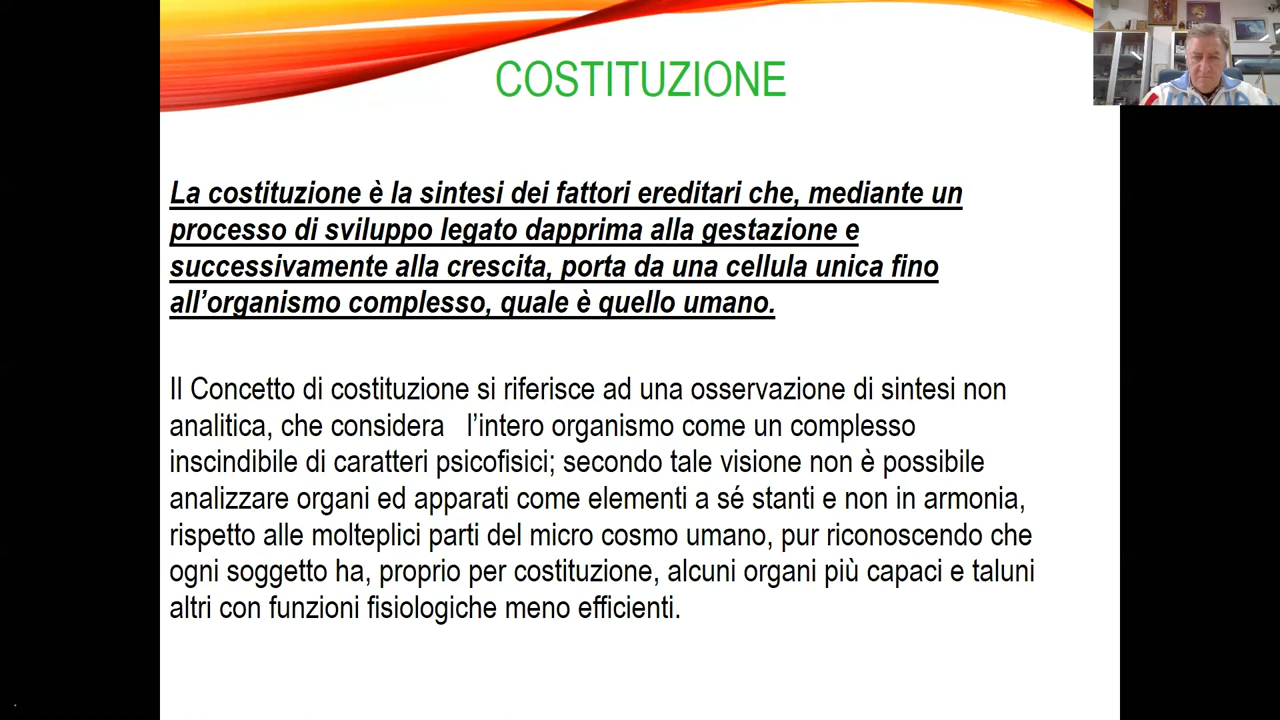 COSTITUZIONE
La costituzione è la sintesi dei fattori ereditari che, mediante un
processo di sviluppo legato dapprima alla gestazione e
successivamente alla crescita, porta da una cellula unica fino
all’organismo complesso, quale è quello umano.
Il Concetto di costituzione si riferisce ad una osservazione di sintesi non
analitica, che considera l’intero organismo come un complesso
inscindibile di caratteri psicofisici; secondo tale visione non è possibile
analizzare organi ed apparati come elementi a sé stanti e non in armonia,
rispetto alle molteplici parti del micro cosmo umano, pur riconoscendo che
ogni soggetto ha, proprio per costituzione, alcuni organi più capaci e taluni
altri con funzioni fisiologiche meno efficienti.